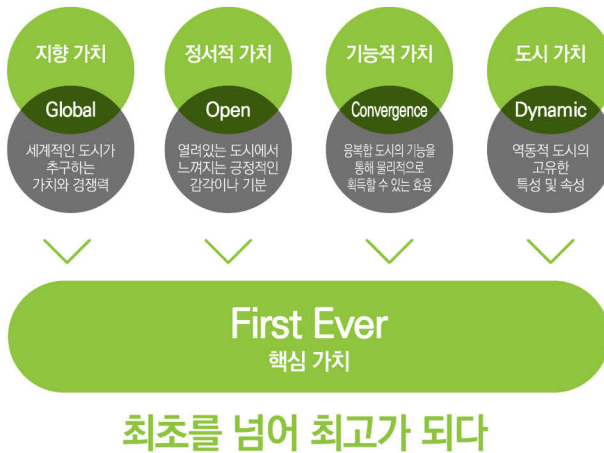 지향 가치
Global
세계적인 도시가
추구하는
가치와 경쟁력
정서적 가치
Open
열려있는 도시에서
느껴지는 긍정적인
감각이나 기분
기능적 가치
Convergence
융복합 도시의 기능을
통해 물리적으로
획득할 수 있는 효용
도시 가치
Dynamic
역동적 도시의
고유한
특성 및 속성
First Ever
핵심 가치
최초를 넘어 최고가 되다